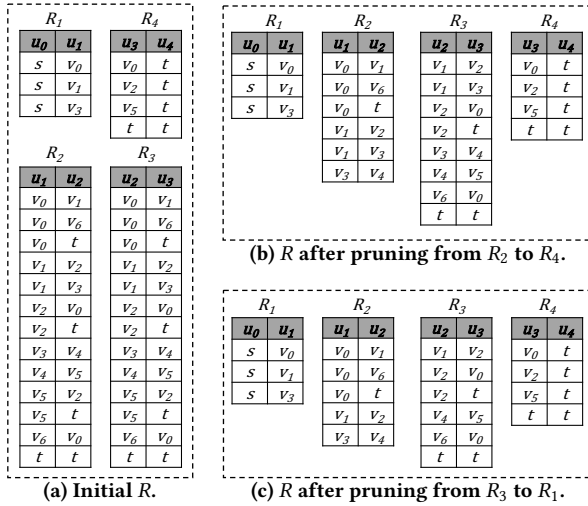 R₁ R₄
u₀ u₁ u₃ u₄
s v₀ v₀ t
s v₁ v₂ t
s v₃ v₅ t
t t
R₂ R₃
u₁ u₂ u₂ u₃
v₀ v₁ v₀ v₁
v₀ v₆ v₀ v₆
v₀ t v₀ t
v₁ v₂ v₁ v₂
v₁ v₃ v₁ v₃
v₂ v₀ v₂ v₀
v₂ t v₂ t
v₃ v₄ v₃ v₄
v₄ v₅ v₄ v₅
v₅ v₂ v₅ v₂
v₅ t v₅ t
v₆ v₀ v₆ v₀
t t t t
(a) Initial R.
R₁ R₂ R₃ R₄
u₀ u₁ u₁ u₂ u₂ u₃ u₃ u₄
s v₀ v₀ v₁ v₁ v₂ v₀ t
s v₁ v₀ v₆ v₁ v₃ v₂ t
s v₃ v₀ t v₂ v₀ v₅ t
v₁ v₂ v₂ t t t
v₁ v₃ v₃ v₄
v₃ v₄ v₄ v₅
v₆ v₀
t t
(b) R after pruning from R₂ to R₄.
R₁ R₂ R₃ R₄
u₀ u₁ u₁ u₂ u₂ u₃ u₃ u₄
s v₀ v₀ v₁ v₁ v₂ v₀ t
s v₁ v₀ v₆ v₂ v₀ v₂ t
s v₃ v₀ t v₂ t v₅ t
v₁ v₂ v₄ v₅ t t
v₃ v₄ v₆ v₀
t t
(c) R after pruning from R₃ to R₁.